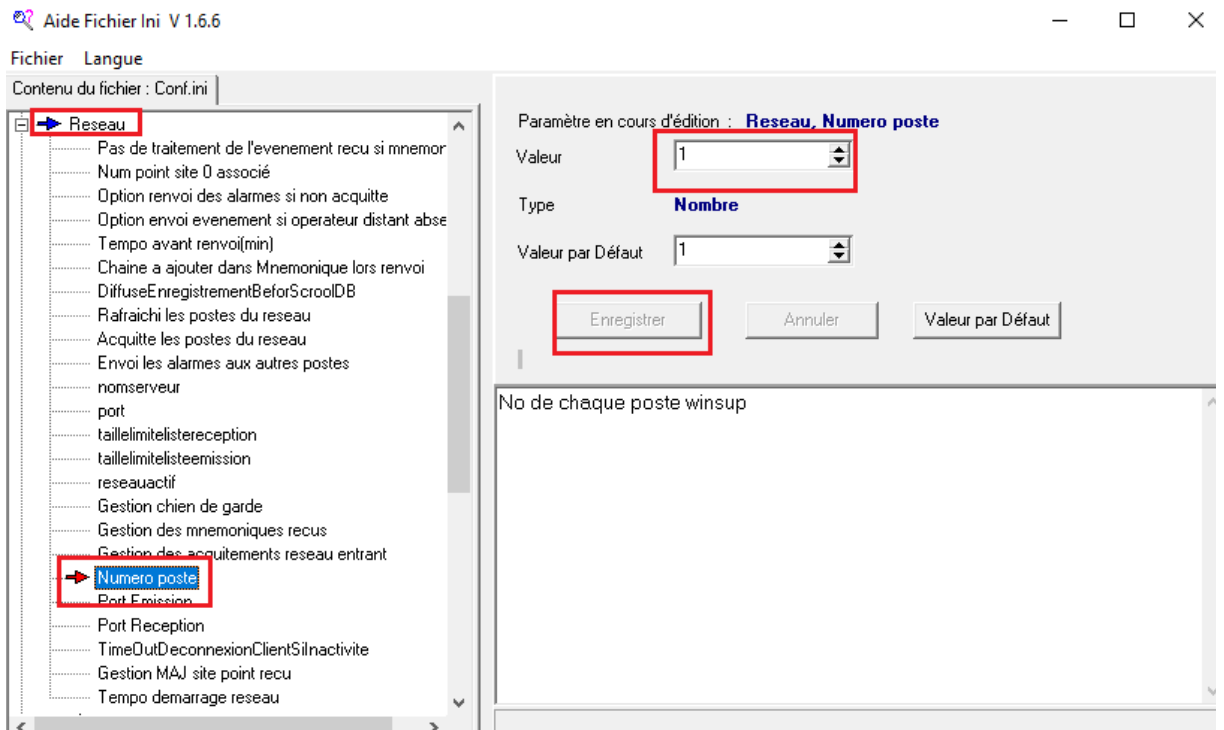 Aide Fichier Ini V 1.6.6
Fichier Langue
Contenu du fichier : Conf.ini
Reseau
Pas de traitement de l'evenement recu si mnemor
Num point site 0 associé
Option renvoi des alarmes si non acquitte
Option envoi evenement si operateur distant abse
Tempo avant renvoi(min)
Chaine a ajouter dans Mnemonique lors renvoi
DiffuseEnregistrementBeforScroolDB
Rafraichi les postes du reseau
Acquitte les postes du reseau
Envoi les alarmes aux autres postes
nomserveur
port
taillelimitelistereception
taillelimitelisteemission
reseauactif
Gestion chien de garde
Gestion des mnemoniques recus
Gestion des acquitements reseau entrant
Numero poste
Port Emission
Port Reception
TimeOutDeconnexionClientSiInactivite
Gestion MAJ site point recu
Tempo demarrage reseau
Paramètre en cours d'édition : Reseau, Numero poste
Valeur 1
Type Nombre
Valeur par Défaut 1
Enregistrer Annuler Valeur par Défaut
No de chaque poste winsup